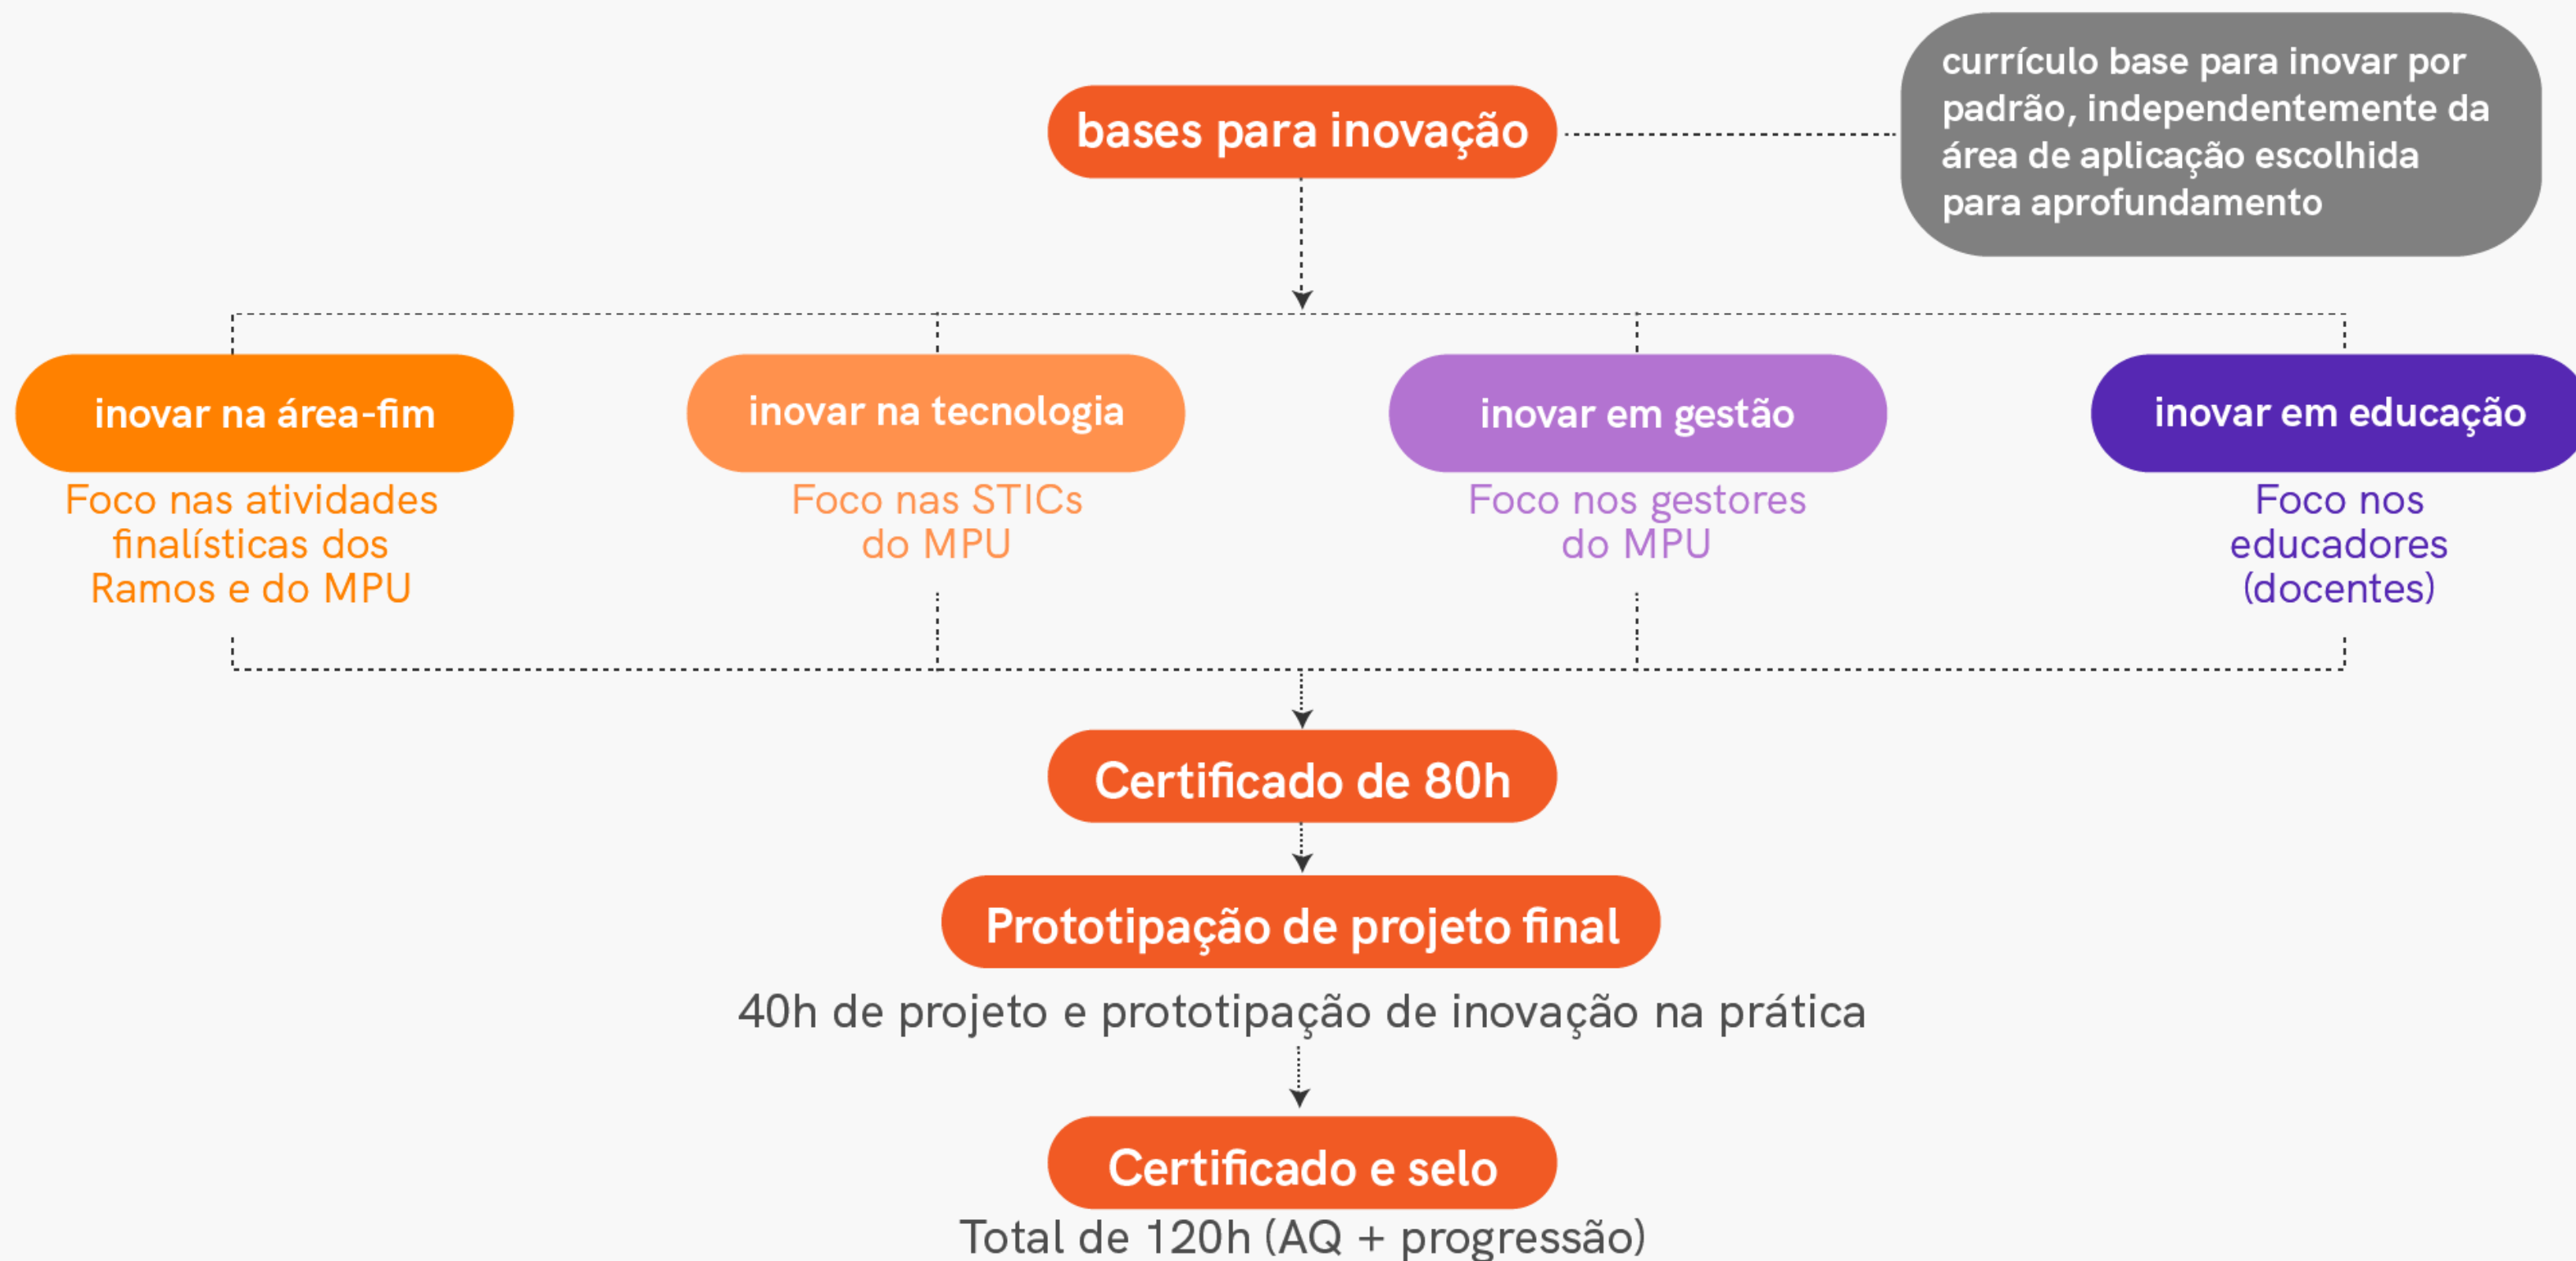 bases para inovação
currículo base para inovar por
padrão, independentemente da
área de aplicação escolhida
para aprofundamento
inovar na área-fim
Foco nas atividades
finalísticas dos
Ramos e do MPU
inovar na tecnologia
Foco nas STICs
do MPU
inovar em gestão
Foco nos gestores
do MPU
inovar em educação
Foco nos
educadores
(docentes)
Certificado de 80h
Prototipação de projeto final
40h de projeto e prototipação de inovação na prática
Certificado e selo
Total de 120h (AQ + progressão)